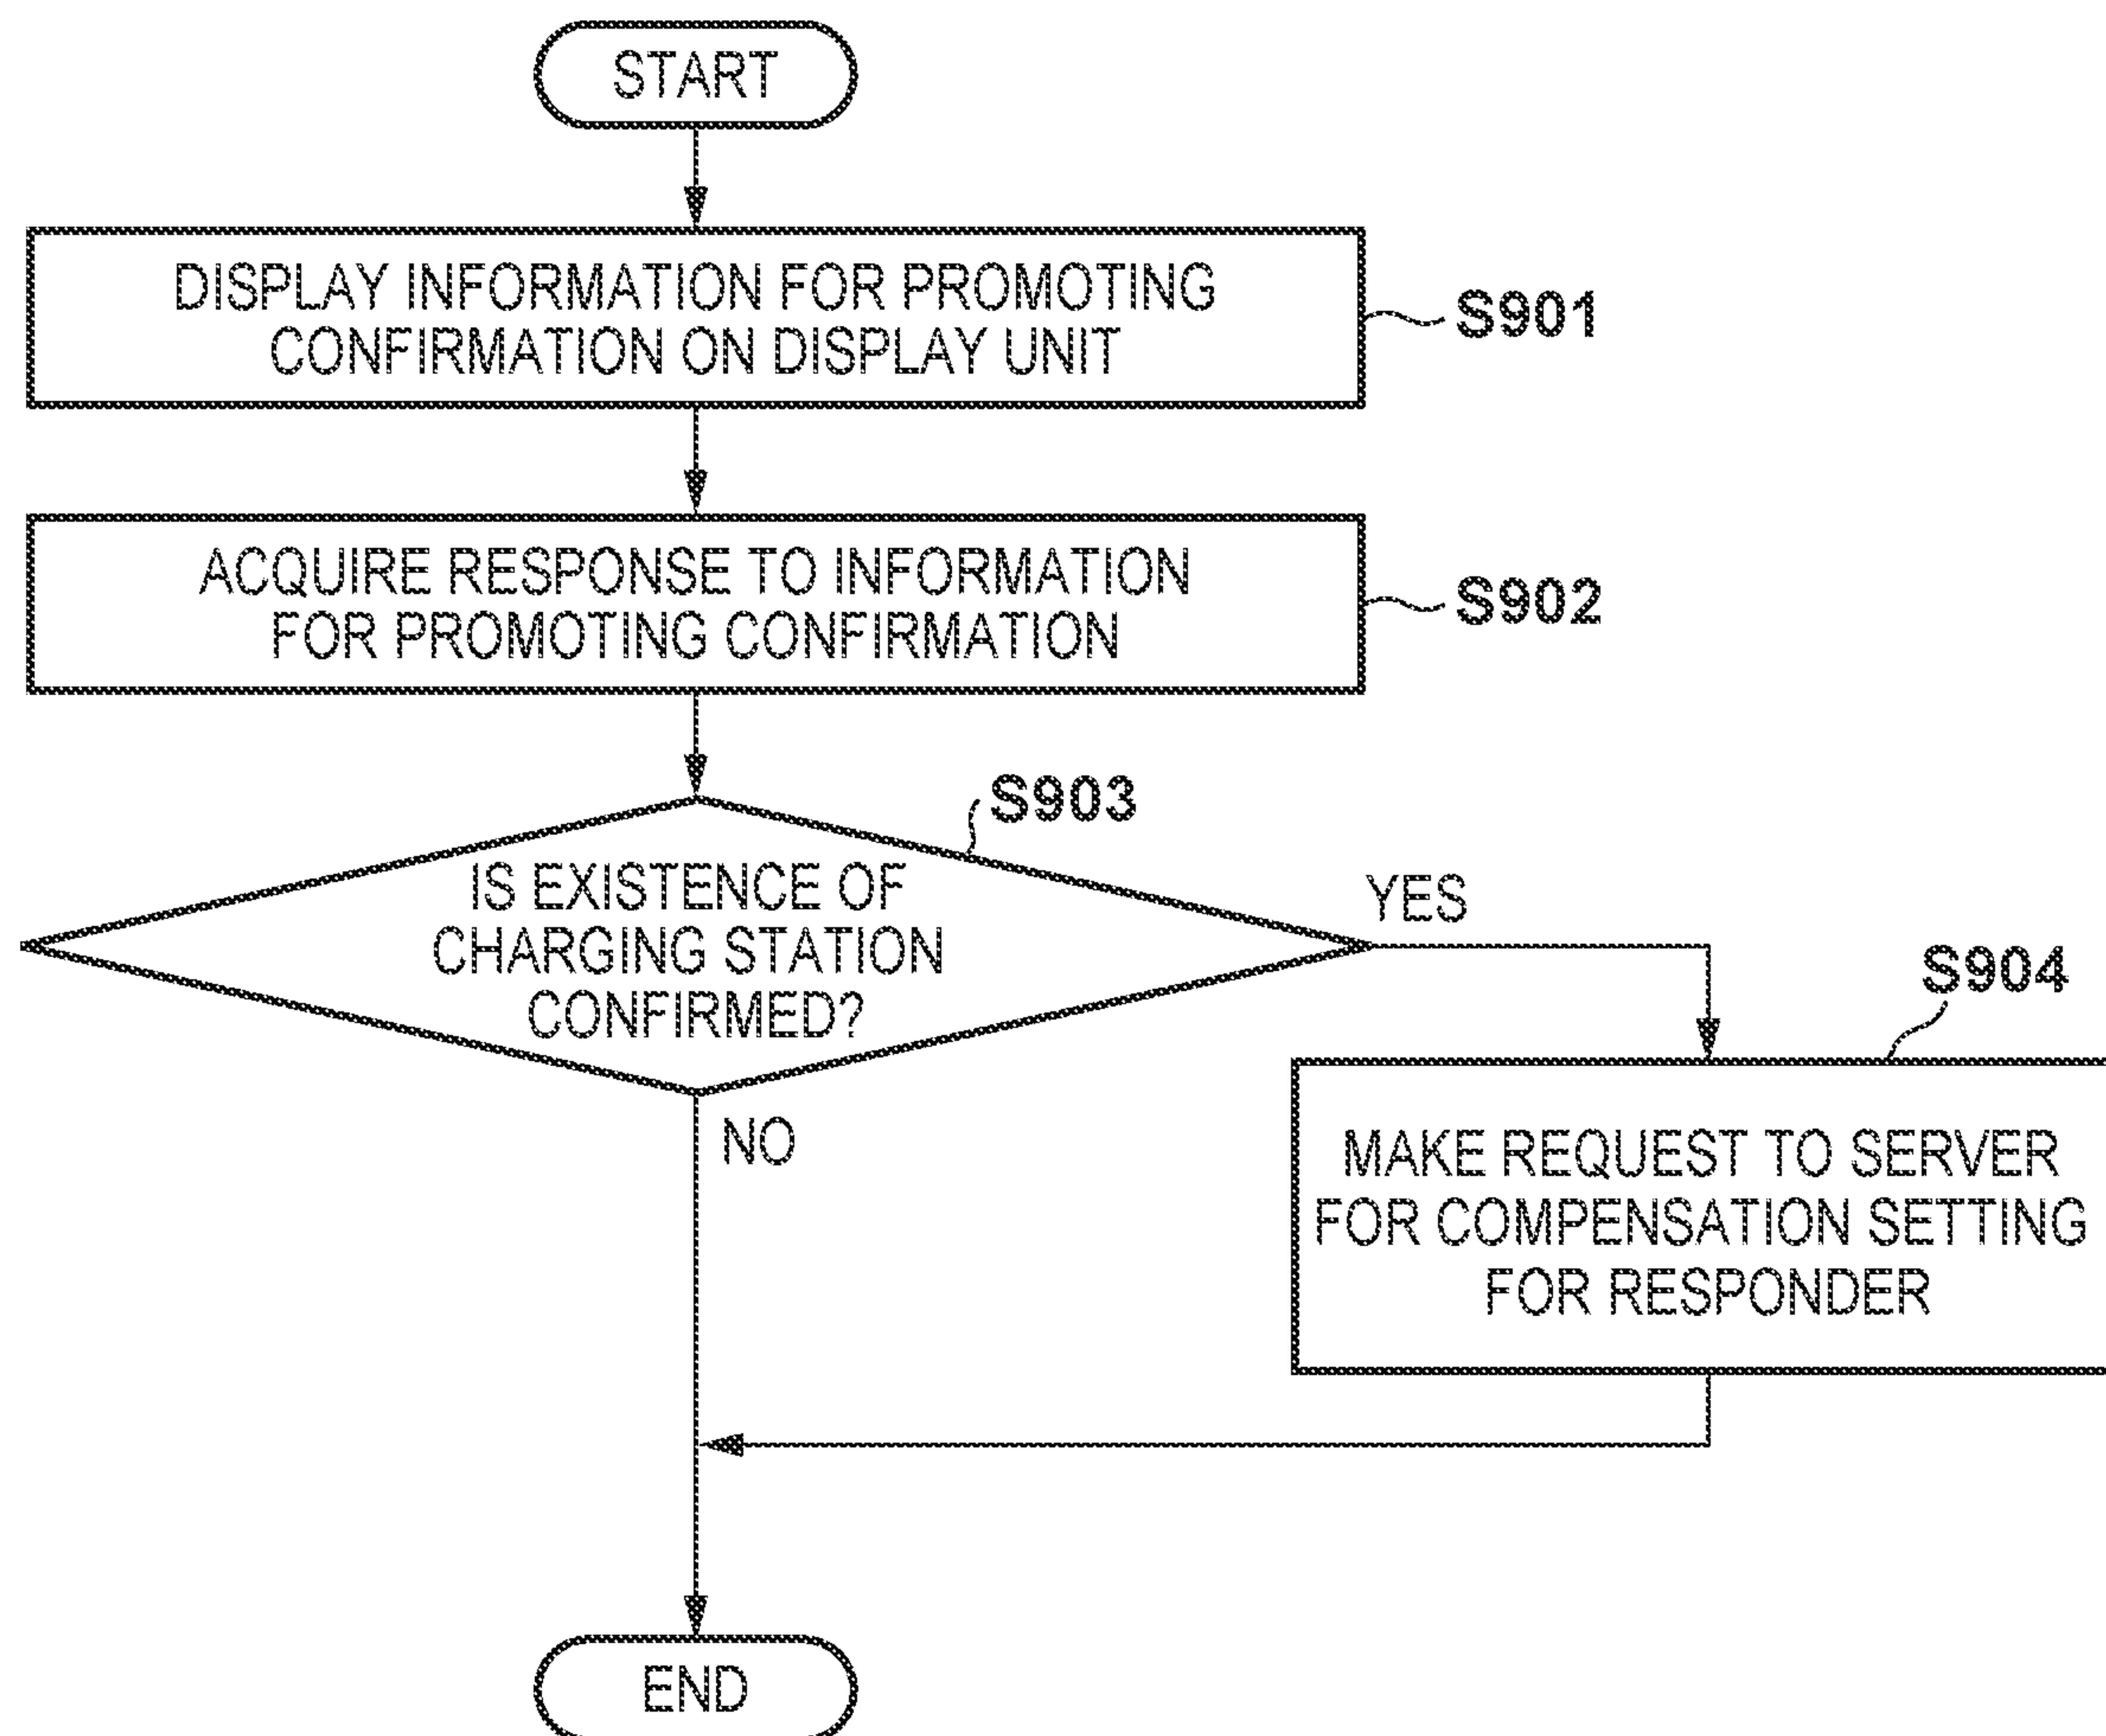 START
DISPLAY INFORMATION FOR PROMOTING
CONFIRMATION ON DISPLAY UNIT
S901
ACQUIRE RESPONSE TO INFORMATION
FOR PROMOTING CONFIRMATION
S902
S903
IS EXISTENCE OF
CHARGING STATION
CONFIRMED?
YES
NO
S904
MAKE REQUEST TO SERVER
FOR COMPENSATION SETTING
FOR RESPONDER
END